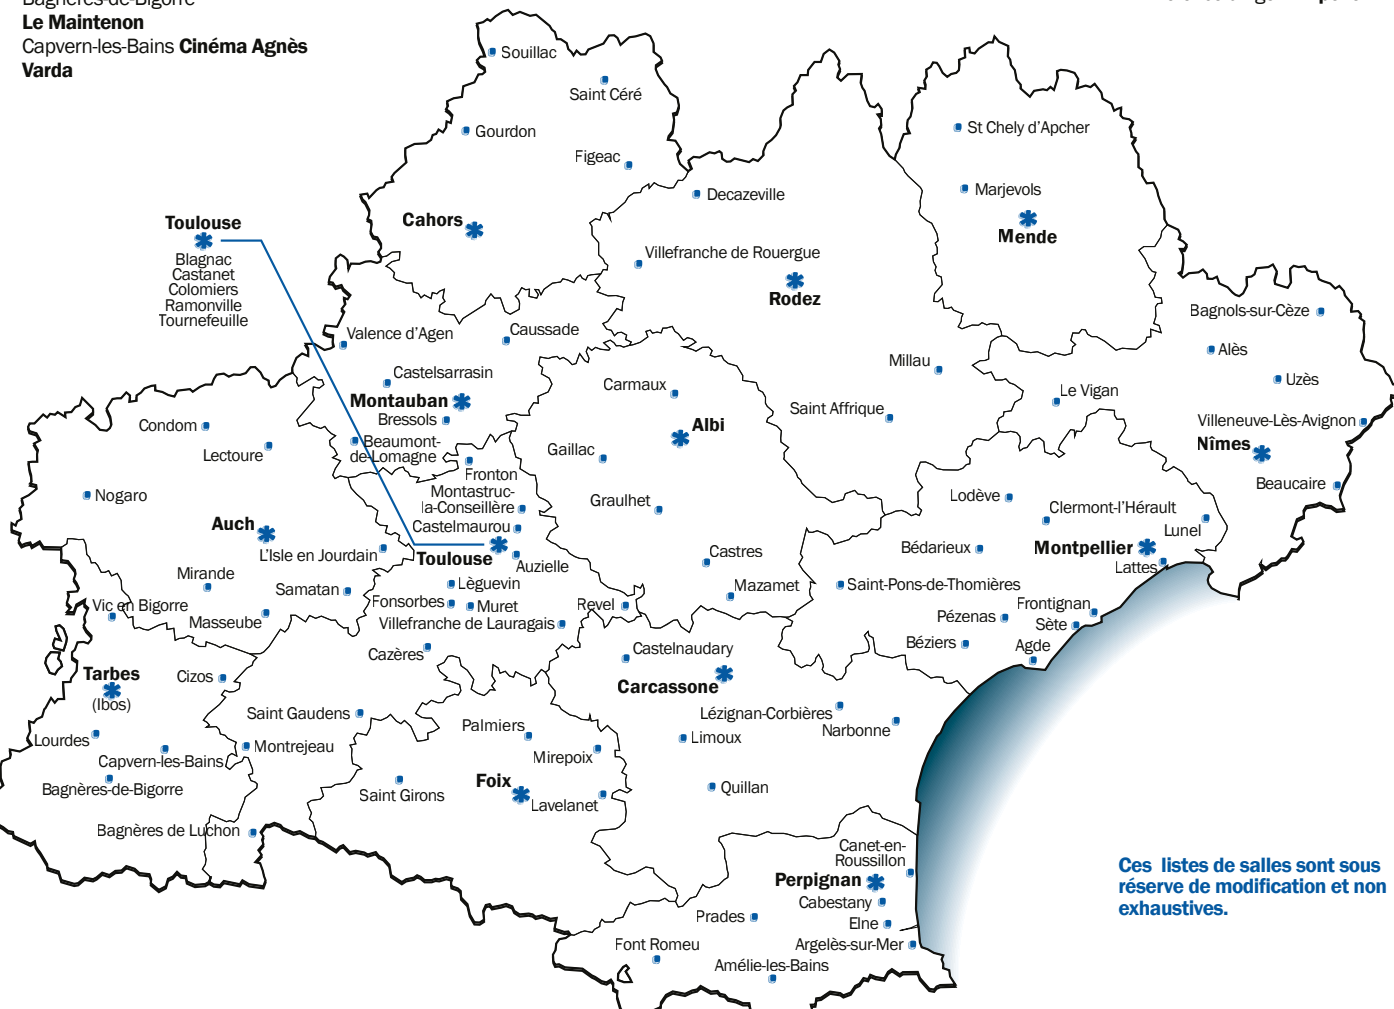 Bagnères-de-Bigorre
Le Maintenon
Capvern-les-Bains Cinéma Agnès
Varda
Souillac
Saint Céré
Gourdon
Figeac
Cahors
St Chely d'Apcher
Marjevols
Mende
Decazeville
Villefranche de Rouergue
Rodez
Millau
Saint Affrique
Toulouse
Blagnac
Castanet
Colomiers
Ramonville
Tournefeuille
Valence d'Agen
Caussade
Castelsarrasin
Montauban
Bressols
Beaumont-
de-Lomagne
Bagnols-sur-Cèze
Alès
Uzès
Le Vigan
Villeneuve-Lès-Avignon
Nîmes
Beaucaire
Carmaux
Albi
Gaillac
Graulhet
Castres
Mazamet
Condom
Lectoure
Nogaro
Auch
L'Isle en Jourdain
Mirande
Samatan
Masseube
Fronton
Montastruc-
la-Conseillère
Castelmaurou
Toulouse
Auzielle
Lèguevin
Fonsorbes
Muret
Revel
Villefranche de Lauragais
Cazères
Saint Gaudens
Montrejeau
Bagnères de Luchon
Lodève
Clermont-l'Hérault
Lunel
Bédarieux
Montpellier
Lattes
Saint-Pons-de-Thomières
Pézenas
Frontignan
Sète
Béziers
Agde
Vic en Bigorre
Tarbes
(Ibos)
Cizos
Lourdes
Capvern-les-Bains
Bagnères-de-Bigorre
Castelnaudary
Carcassone
Lézignan-Corbières
Narbonne
Limoux
Quillan
Palmiers
Mirepoix
Foix
Lavelanet
Saint Girons
Canet-en-
Roussillon
Perpignan
Cabestany
Prades
Elne
Argelès-sur-Mer
Font Romeu
Amélie-les-Bains
Ces listes de salles sont sous
réserve de modification et non
exhaustives.